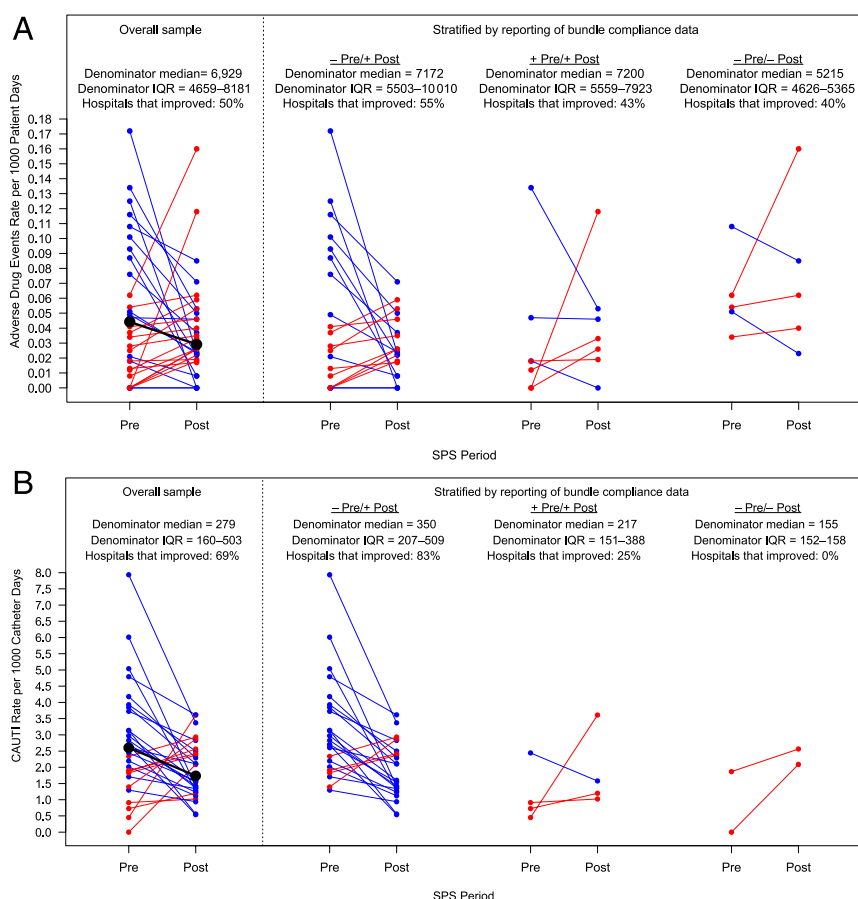 A
Overall sample
Stratified by reporting of bundle compliance data
Denominator median= 6,929
Denominator IQR = 4659–8181
Hospitals that improved: 50%
– Pre/+ Post
Denominator median = 7172
Denominator IQR = 5503–10 010
Hospitals that improved: 55%
+ Pre/+ Post
Denominator median = 7200
Denominator IQR = 5559–7923
Hospitals that improved: 43%
– Pre/– Post
Denominator median = 5215
Denominator IQR = 4626–5365
Hospitals that improved: 40%
Adverse Drug Events Rate per 1000 Patient Days
0.18
0.17
0.16
0.15
0.14
0.13
0.12
0.11
0.10
0.09
0.08
0.07
0.06
0.05
0.04
0.03
0.02
0.01
0.00
Pre Post Pre Post Pre Post Pre Post
SPS Period
B
Overall sample
Stratified by reporting of bundle compliance data
Denominator median = 279
Denominator IQR = 160–503
Hospitals that improved: 69%
– Pre/+ Post
Denominator median = 350
Denominator IQR = 207–509
Hospitals that improved: 83%
+ Pre/+ Post
Denominator median = 217
Denominator IQR = 151–388
Hospitals that improved: 25%
– Pre/– Post
Denominator median = 155
Denominator IQR = 152–158
Hospitals that improved: 0%
CAUTI Rate per 1000 Catheter Days
8.0
7.5
7.0
6.5
6.0
5.5
5.0
4.5
4.0
3.5
3.0
2.5
2.0
1.5
1.0
0.5
0.0
Pre Post Pre Post Pre Post Pre Post
SPS Period